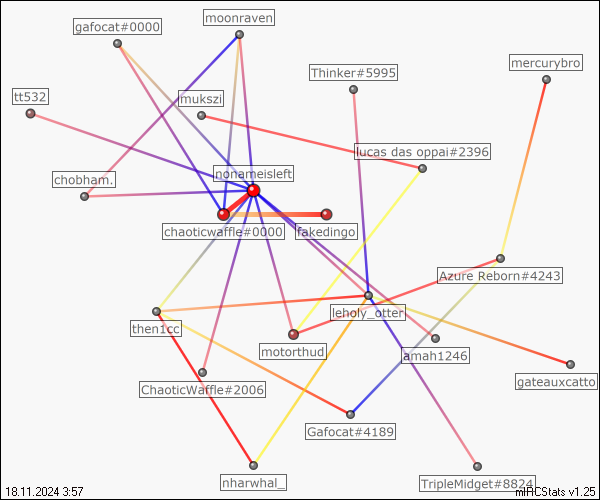 moonraven
gafocat#0000
mercurybro
Thinker#5995
tt532
mukszi
lucas das oppai#2396
nonameisleft
chobham.
chaoticwaffle#0000
fakedingo
Azure Reborn#4243
leholy_otter
then1cc
motorthud
amah1246
gateauxcatto
ChaoticWaffle#2006
Gafocat#4189
nharwhal_
TripleMidget#8824
18.11.2024 3:57
mIRCStats v1.25